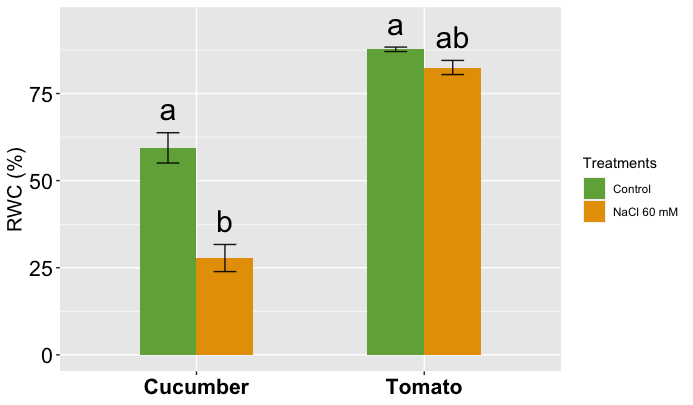 a
ab
a
b
75
50
25
0
RWC (%)
Cucumber
Tomato
Treatments
Control
NaCl 60 mM